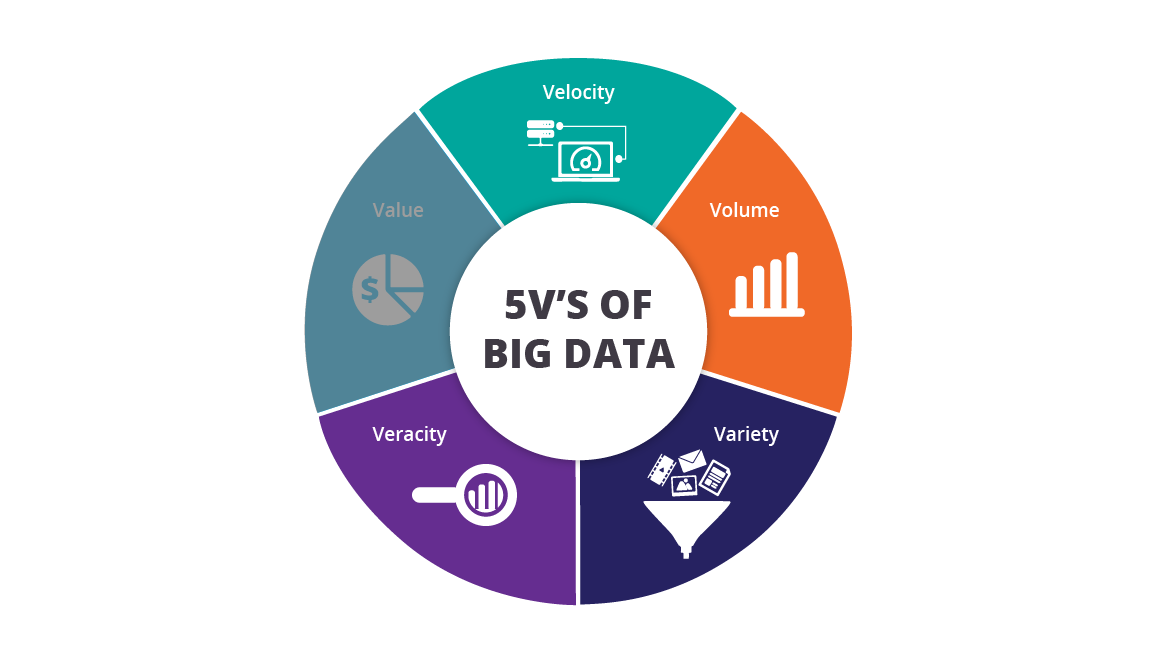 Velocity
Value
Volume
$
5V’S OF
BIG DATA
Veracity
Variety